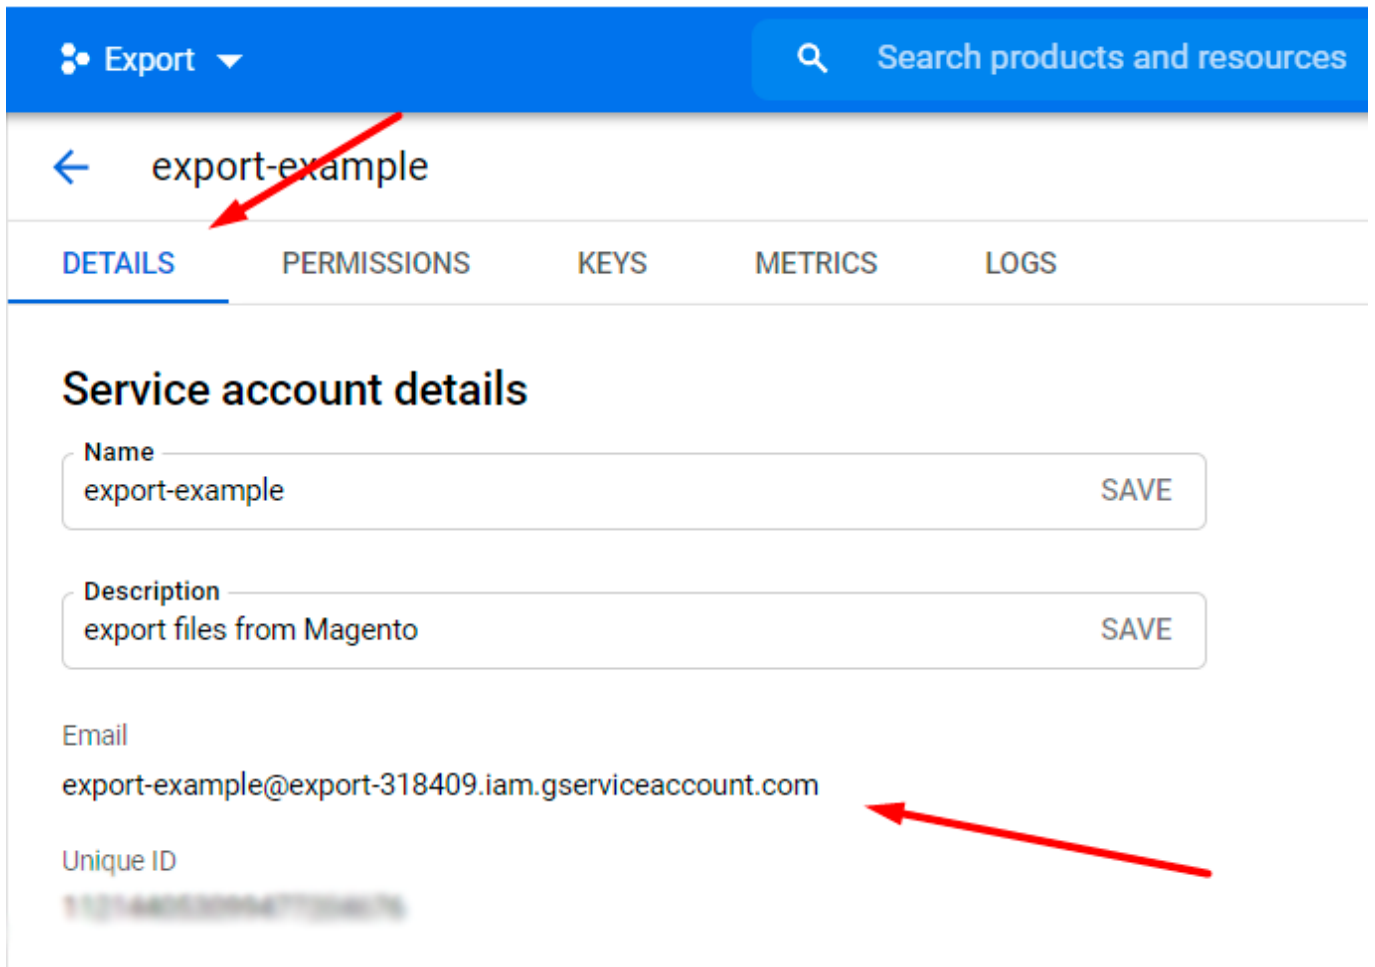 Export
Search products and resources
export-example
DETAILS PERMISSIONS KEYS METRICS LOGS
Service account details
Name
export-example SAVE
Description
export files from Magento SAVE
Email
export-example@export-318409.iam.gserviceaccount.com
Unique ID